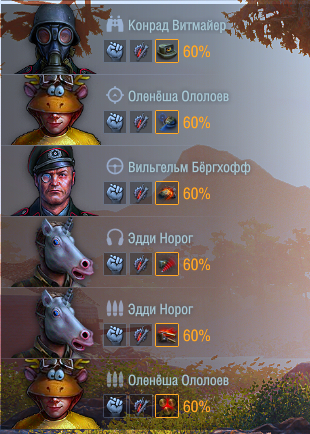 Конрад Витмайер
60%
Оленёша Ололоев
60%
Вильгельм Бёргхофф
60%
Эдди Норог
60%
Эдди Норог
60%
Оленёша Ололоев
60%